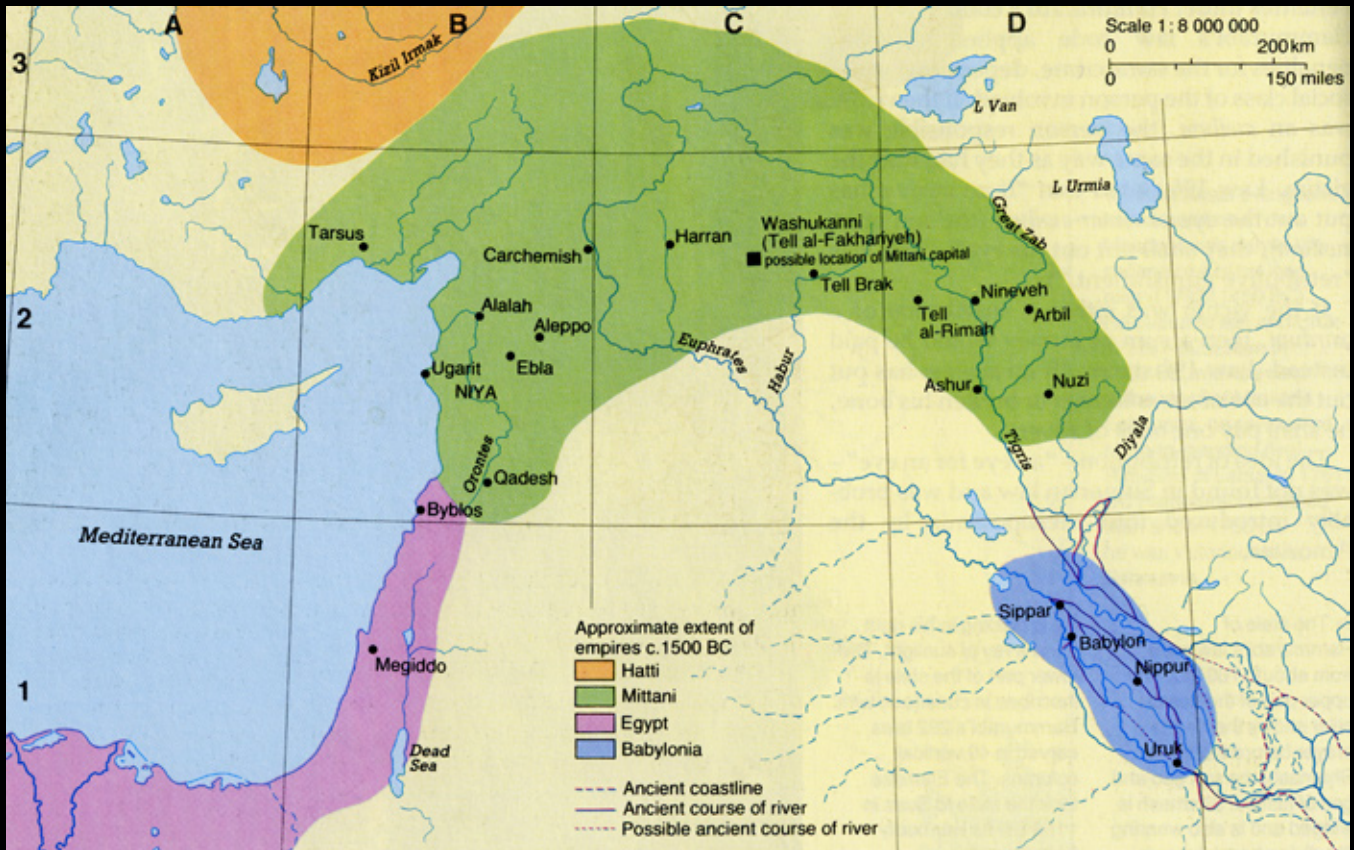 A
B
C
D
3
2
1
Scale 1 : 8 000 000
0 200 km
0 150 miles
Kizil Irmak
L Van
L Urmia
Great Zab
Tarsus
Carchemish
Harran
Washukanni
(Tell al-Fakhariyeh)
possible location of Mittani capital
Tell Brak
Nineveh
Tell
al-Rimah
Arbil
Alalah
Aleppo
Ebla
Ugarit
NIYA
Euphrates
Habur
Ashur
Nuzi
Tigris
Diyala
Orontes
Qadesh
Byblos
Mediterranean Sea
Megiddo
Dead
Sea
Sippar
Babylon
Nippur
Uruk
Approximate extent of
empires c.1500 BC
Hatti
Mittani
Egypt
Babylonia
Ancient coastline
Ancient course of river
Possible ancient course of river